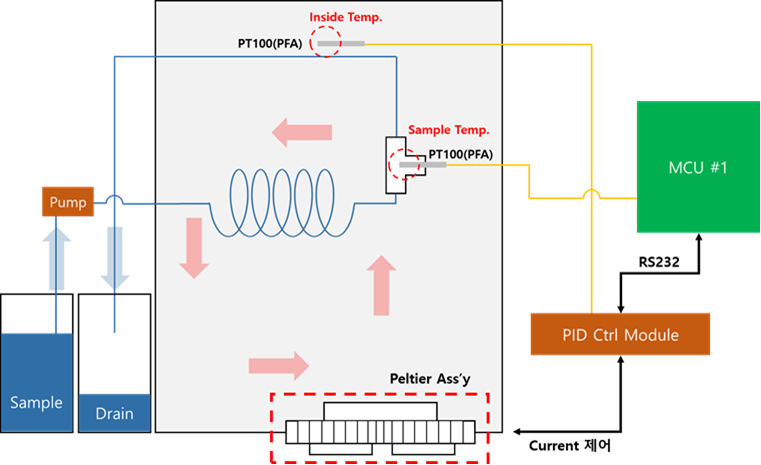 Inside Temp.
PT100(PFA)
Sample Temp.
PT100(PFA)
MCU #1
Pump
RS232
PID Ctrl Module
Peltier Ass'y
Sample
Drain
Current 제어